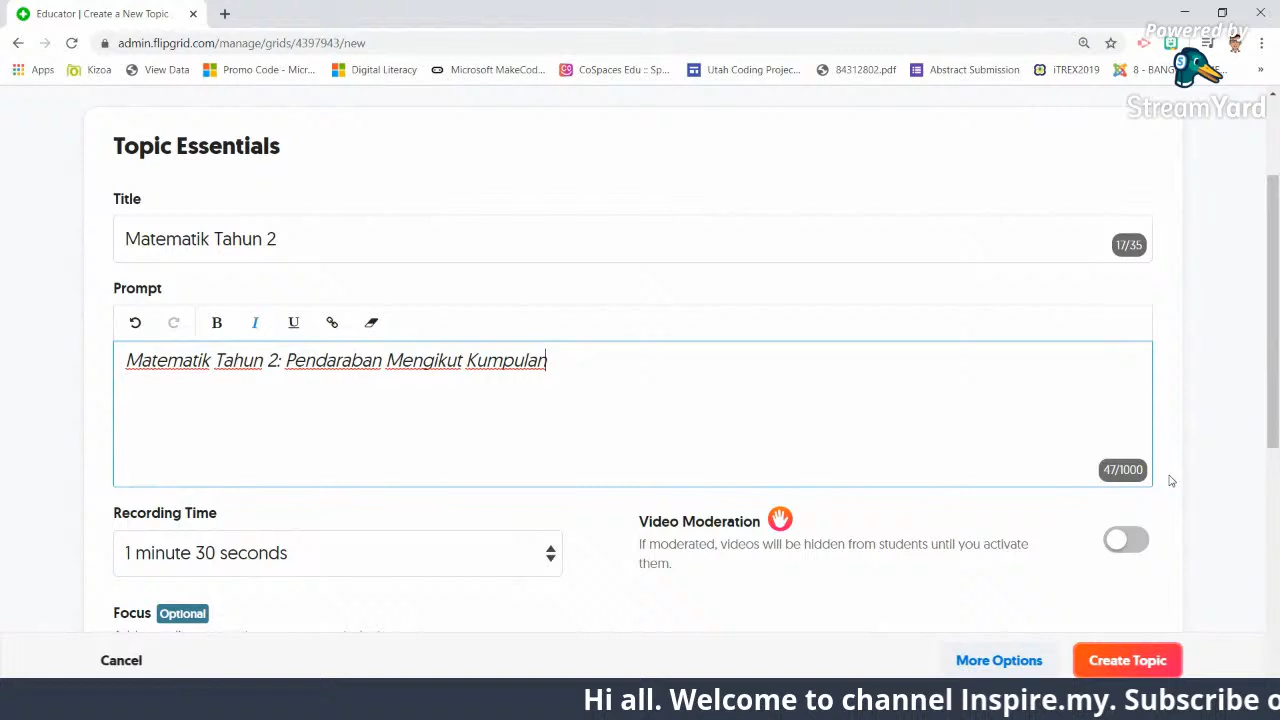 Educator | Create a New Topic
admin.flipgrid.com/manage/grids/4397943/new
Powered by
Apps
Kizoa
View Data
Promo Code - Micr...
Digital Literacy
Microsoft MakeCod...
CoSpaces Edu :: Sp...
Utah Coding Projec...
84312802.pdf
Abstract Submission
iTREX2019
8 - BANG
StreamYard
Topic Essentials
Title
Matematik Tahun 2
17/35
Prompt
B I U
Matematik Tahun 2: Pendaraban Mengikut Kumpulan
47/1000
Recording Time
1 minute 30 seconds
Video Moderation
If moderated, videos will be hidden from students until you activate
them.
Focus Optional
Cancel
More Options
Create Topic
Hi all. Welcome to channel Inspire.my. Subscribe